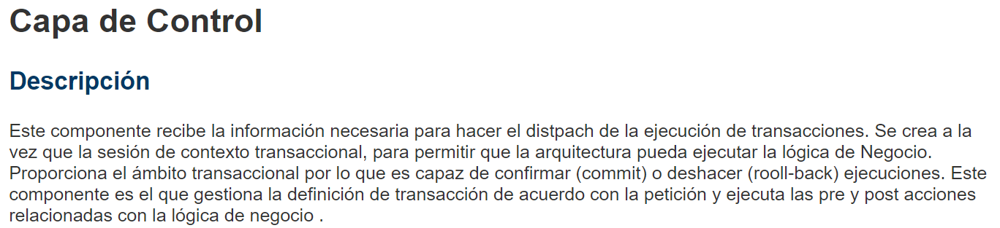 Capa de Control
Descripción
Este componente recibe la información necesaria para hacer el distpach de la ejecución de transacciones. Se crea a la
vez que la sesión de contexto transaccional, para permitir que la arquitectura pueda ejecutar la lógica de Negocio.
Proporciona el ámbito transaccional por lo que es capaz de confirmar (commit) o deshacer (rooll-back) ejecuciones. Este
componente es el que gestiona la definición de transacción de acuerdo con la petición y ejecuta las pre y post acciones
relacionadas con la lógica de negocio .